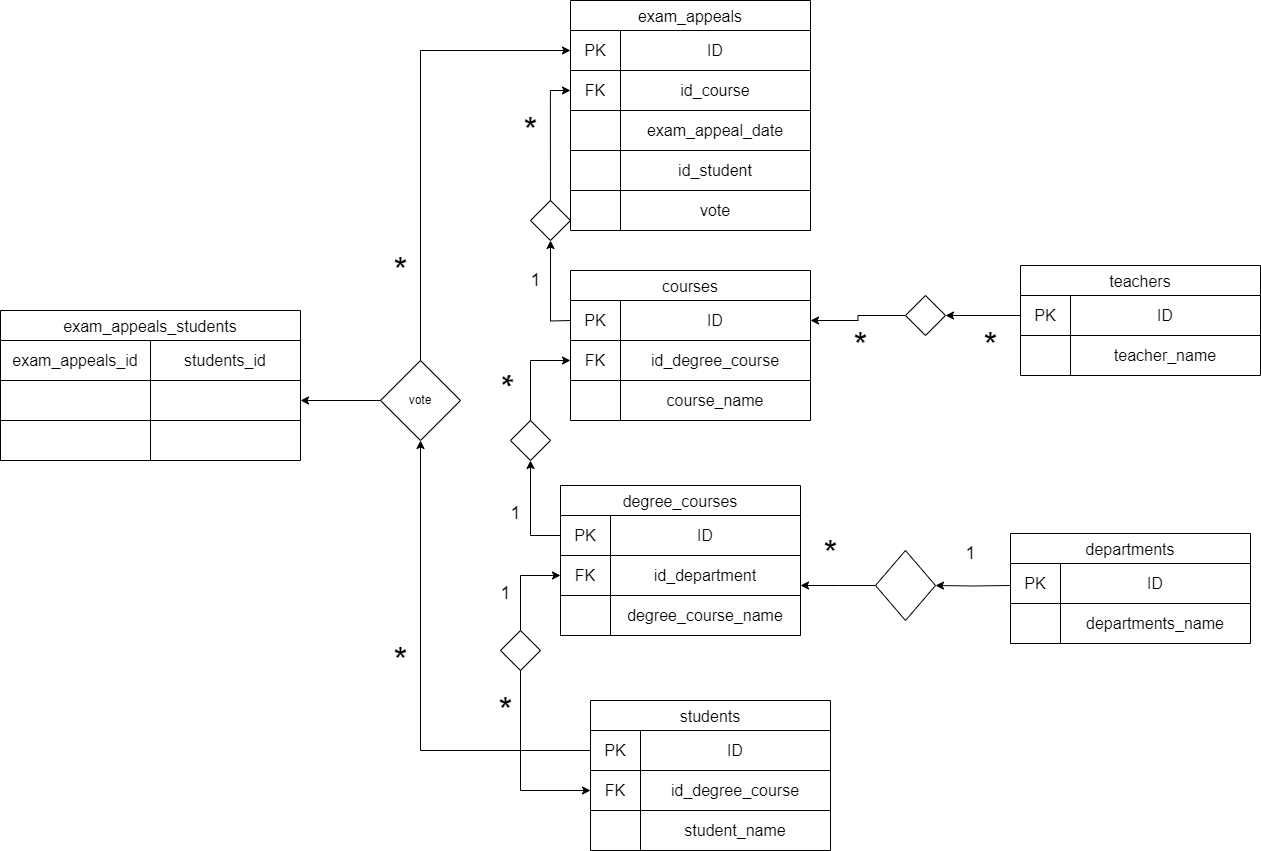 exam_appeals
PK ID
FK id_course
exam_appeal_date
id_student
vote
*
*
1
courses
PK ID
FK id_degree_course
course_name
teachers
PK ID
teacher_name
*
*
exam_appeals_students
exam_appeals_id students_id
vote
*
1
degree_courses
PK ID
FK id_department
degree_course_name
*
1
departments
PK ID
departments_name
1
*
*
students
PK ID
FK id_degree_course
student_name